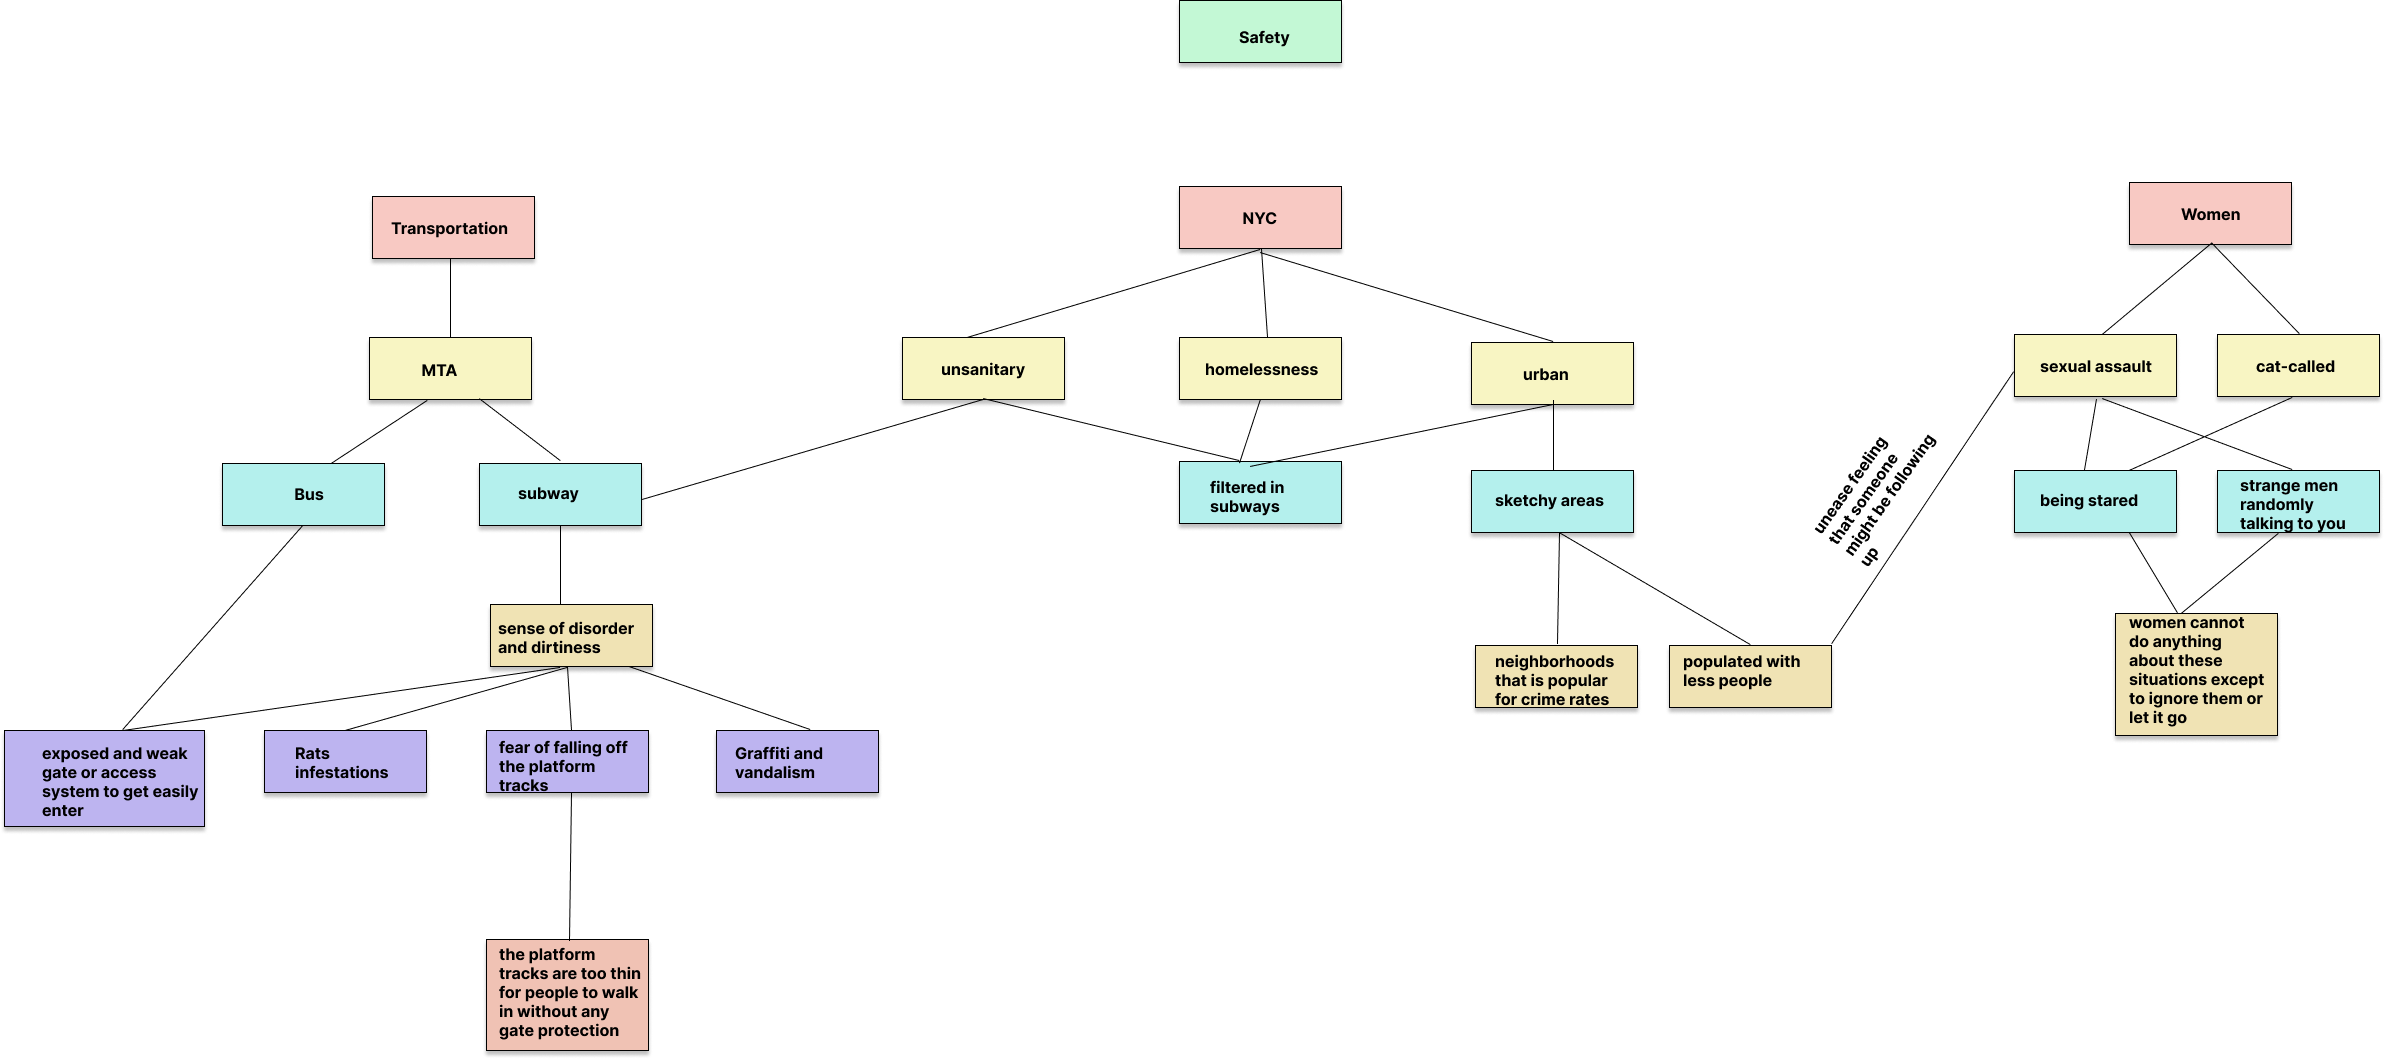 Safety
Transportation
NYC
Women
MTA
unsanitary
homelessness
urban
sexual assault
cat-called
Bus
subway
filtered in
subways
sketchy areas
unease feeling
that someone
might be following
up
being stared
strange men
randomly
talking to you
sense of disorder
and dirtiness
neighborhoods
that is popular
for crime rates
populated with
less people
women cannot
do anything
about these
situations except
to ignore them or
let it go
exposed and weak
gate or access
system to get easily
enter
Rats
infestations
fear of falling off
the platform
tracks
Graffiti and
vandalism
the platform
tracks are too thin
for people to walk
in without any
gate protection